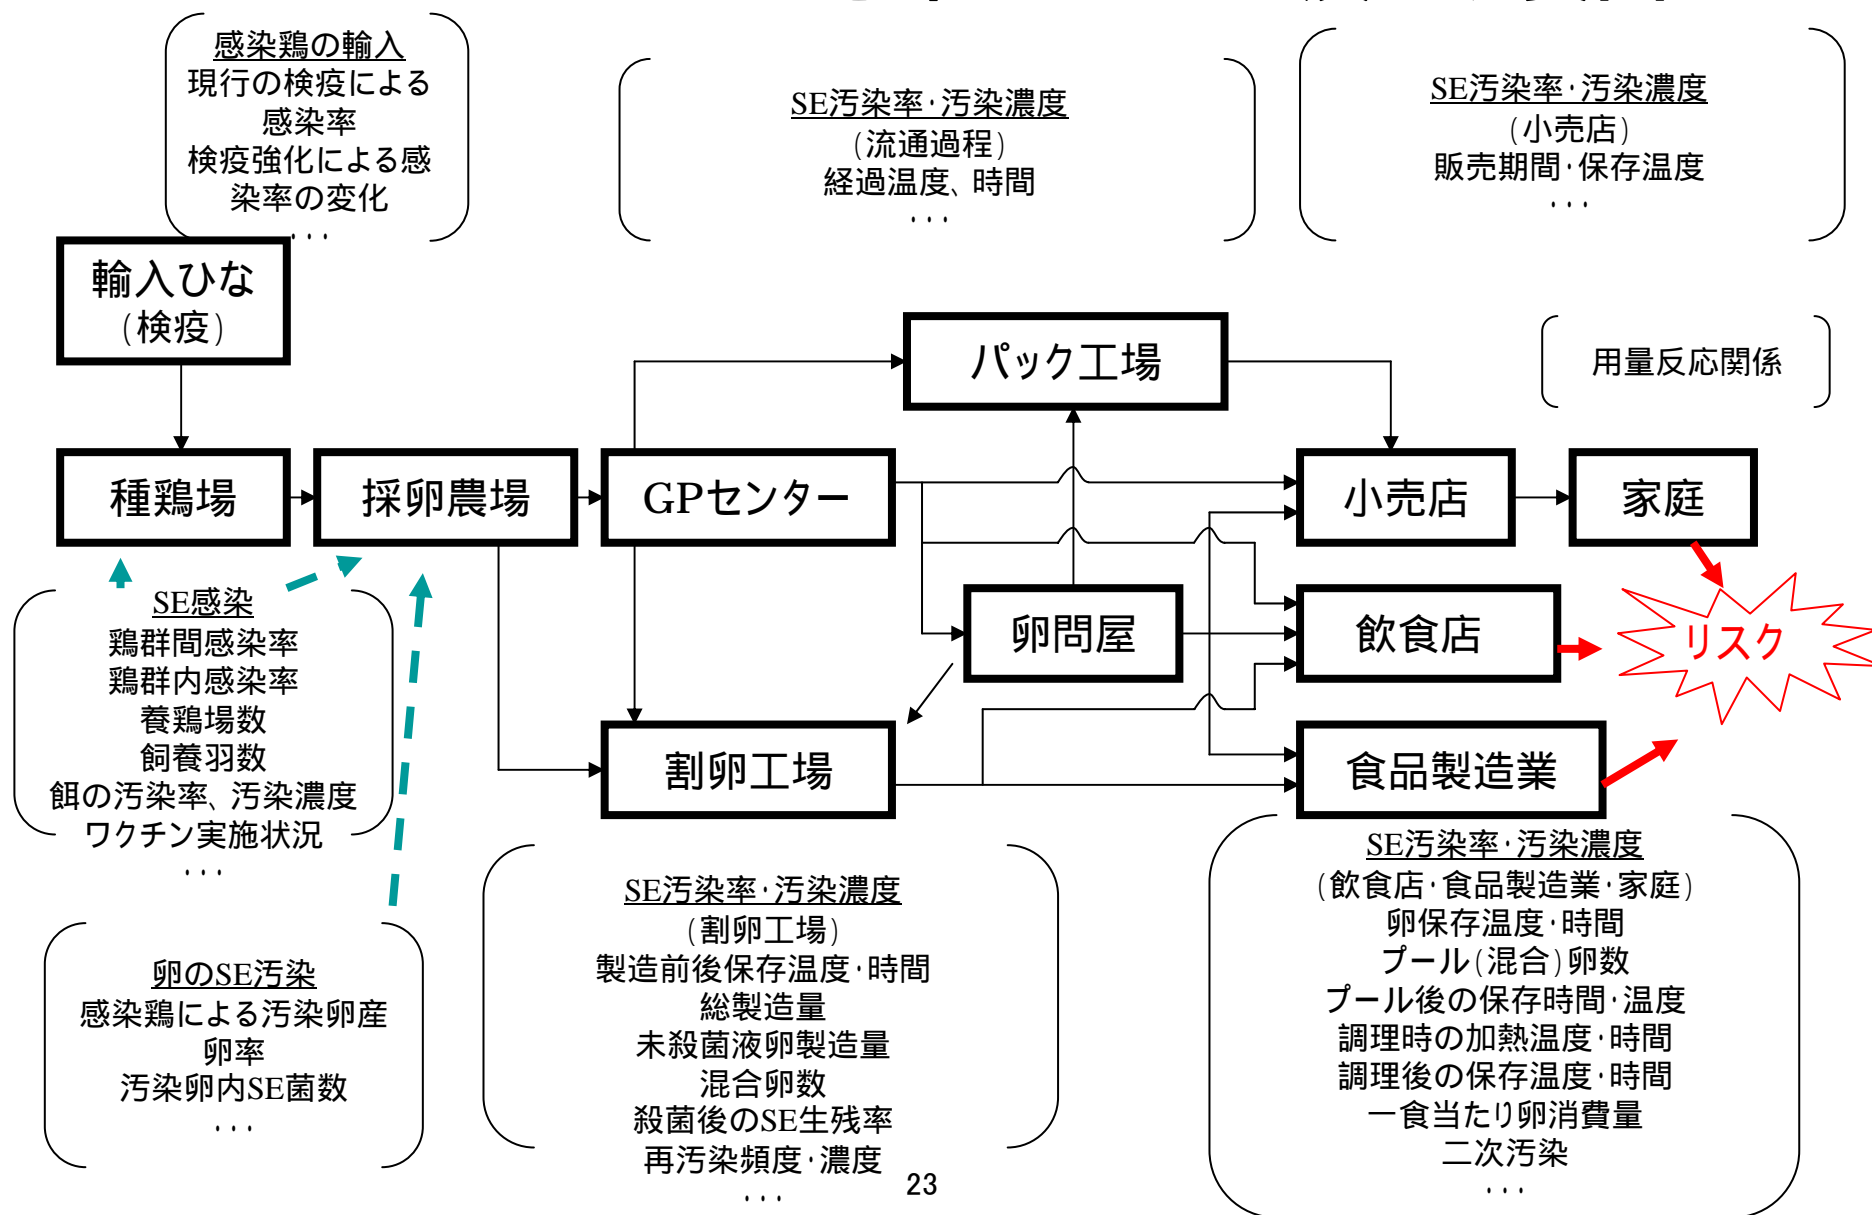 感染鶏の輸入
現行の検疫による
感染率
検疫強化による感
染率の変化
...
SE汚染率·汚染濃度
(流通過程)
経過温度、時間
...
SE汚染率·汚染濃度
(小売店)
販売期間·保存温度
...
輸入ひな
(検疫)
パック工場
用量反応関係
種鶏場
採卵農場
GPセンター
小売店
家庭
卵問屋
飲食店
リスク
割卵工場
食品製造業
SE感染
鶏群間感染率
鶏群内感染率
養鶏場数
飼養羽数
餌の汚染率、汚染濃度
ワクチン実施状況
...
卵のSE汚染
感染鶏による汚染卵産
卵率
汚染卵内SE菌数
...
SE汚染率·汚染濃度
(割卵工場)
製造前後保存温度·時間
総製造量
未殺菌液卵製造量
混合卵数
殺菌後のSE生残率
再汚染頻度·濃度
...
SE汚染率·汚染濃度
(飲食店·食品製造業·家庭)
卵保存温度·時間
プール(混合)卵数
プール後の保存時間·温度
調理時の加熱温度·時間
調理後の保存温度·時間
一食当たり卵消費量
二次汚染
...
23